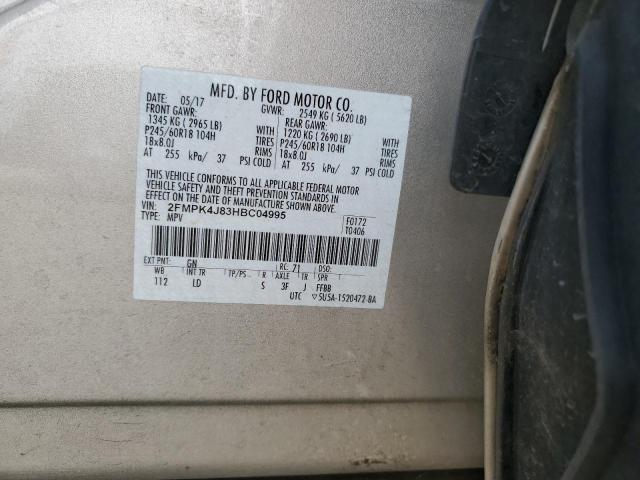 MFD. BY FORD MOTOR CO.
DATE: 05/17 GVWR: 2549 KG ( 5620 LB)
FRONT GAWR: REAR GAWR:
1345 KG ( 2965 LB) WITH 1220 KG ( 2690 LB) WITH
P245/60R18 104H TIRES P245/60R18 104H TIRES
18x8.0J RIMS 18x8.0J RIMS
AT 255 kPa/ 37 PSI COLD AT 255 kPa/ 37 PSI COLD
THIS VEHICLE CONFORMS TO ALL APPLICABLE FEDERAL MOTOR
VEHICLE SAFETY AND THEFT PREVENTION STANDARDS IN
EFFECT ON THE DATE OF MANUFACTURE SHOWN ABOVE.
VIN: 2FMPK4J83HBC04995 F0172
TYPE: MPV T0406
EXT PNT: GN RC: 71 DSO:
WB INT TR TP/PS R AXLE TR SPR
112 LD S 3F J FFBB
UTC ▽5U5A-1520472-BA